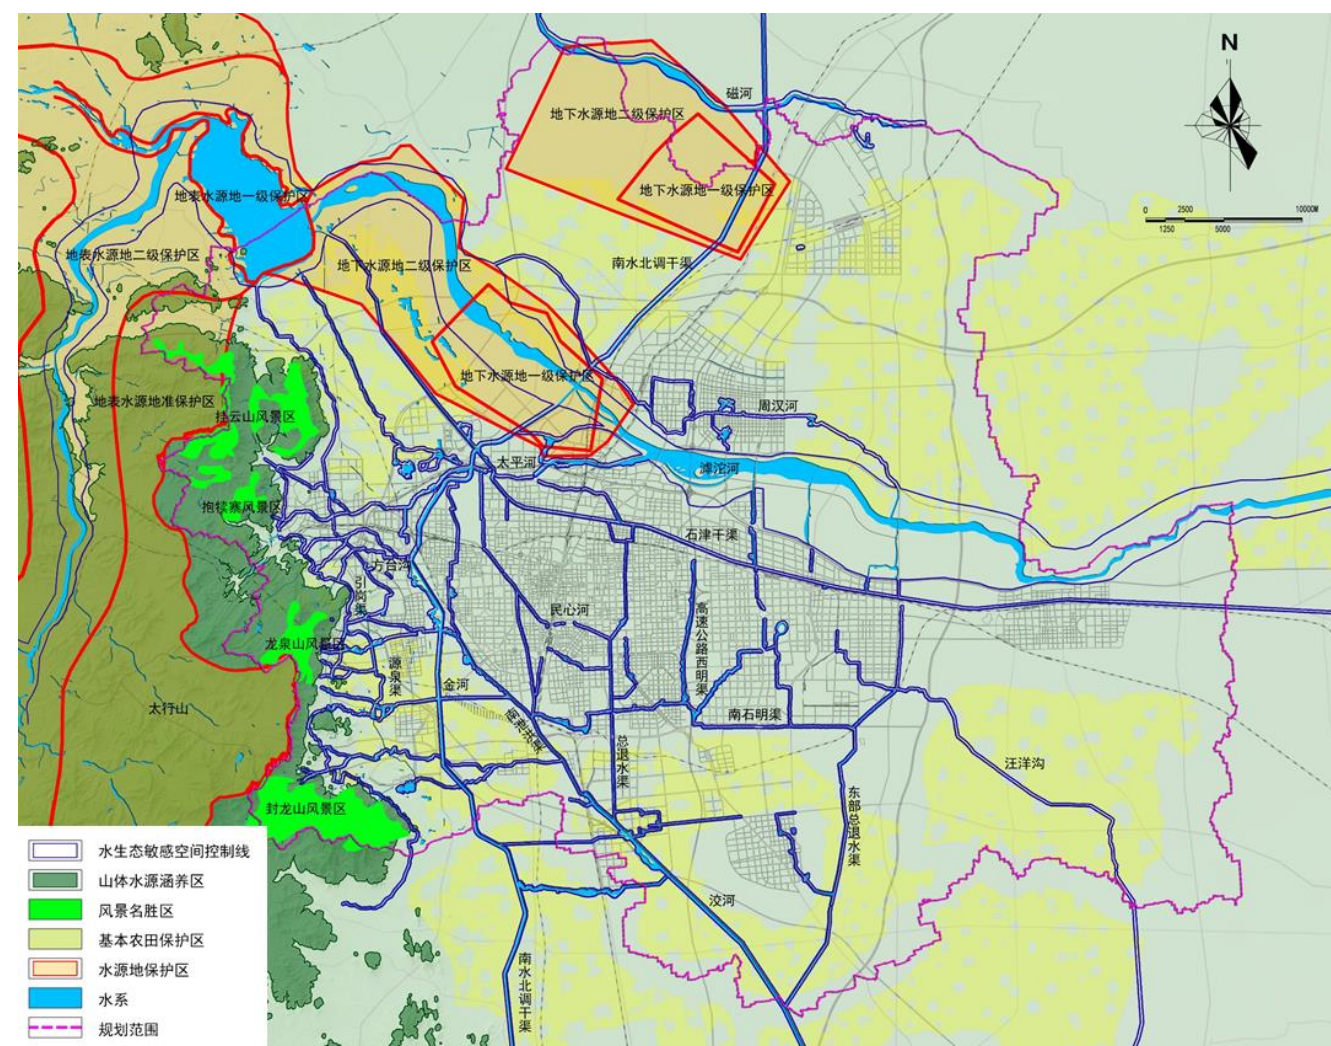 N
磁河
地下水源地二级保护区
地下水源地一级保护区
地表水源地一级保护区
0 2500 10000M
1250 5000
地表水源地二级保护区
地下水源地二级保护区
南水北调干渠
地下水源地一级保护区
地表水源地准保护区
挂云山风景区
周汉河
太平河
滹沱河
抱犊寨风景区
石津干渠
方台沟
民心河
高速公路西明渠
龙泉山风景区
源泉渠
金河
太行山
南石明渠
总退水渠
汪洋沟
东部总退水渠
封龙山风景区
洨河
南水北调干渠
水生态敏感空间控制线
山体水源涵养区
风景名胜区
基本农田保护区
水源地保护区
水系
规划范围